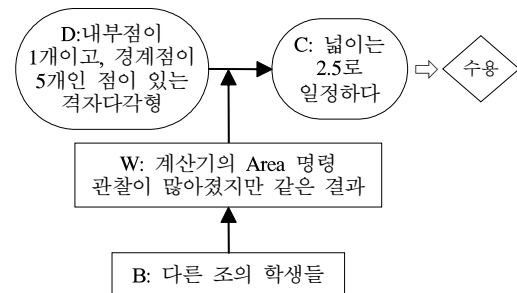 D:내부점이
1개이고, 경계점이
5개인 점이 있는
격자다각형
C: 넓이는
2.5로
일정하다
수용
W: 계산기의 Area 명령
관찰이 많아졌지만 같은 결과
B: 다른 조의 학생들